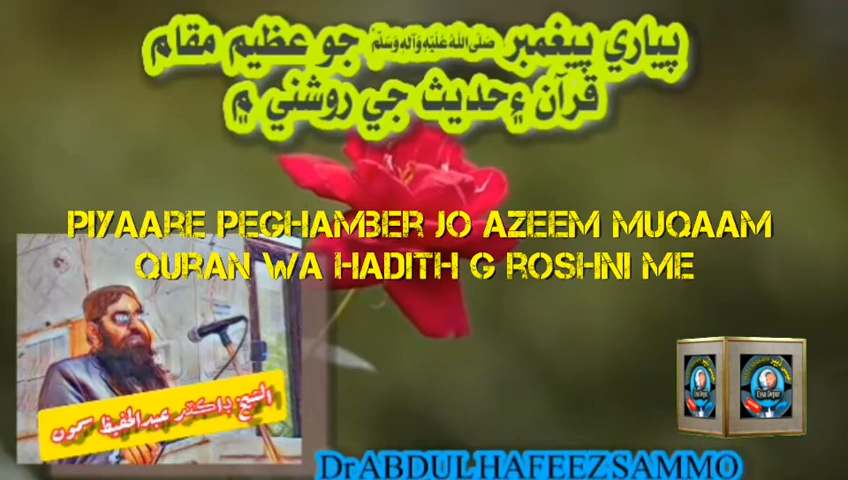 پياري پيغمبر ﷺ جو عظيم مقام
قرآن ۽ حديث جي روشني ۾
PIYAARE PEGHAMBER JO AZEEM MUQAAM
QURAN WA HADITH G ROSHNI ME
الشيخ ڊاڪٽر عبدالحفيظ سمون
Dr ABDUL HAFEEZ SAMMO